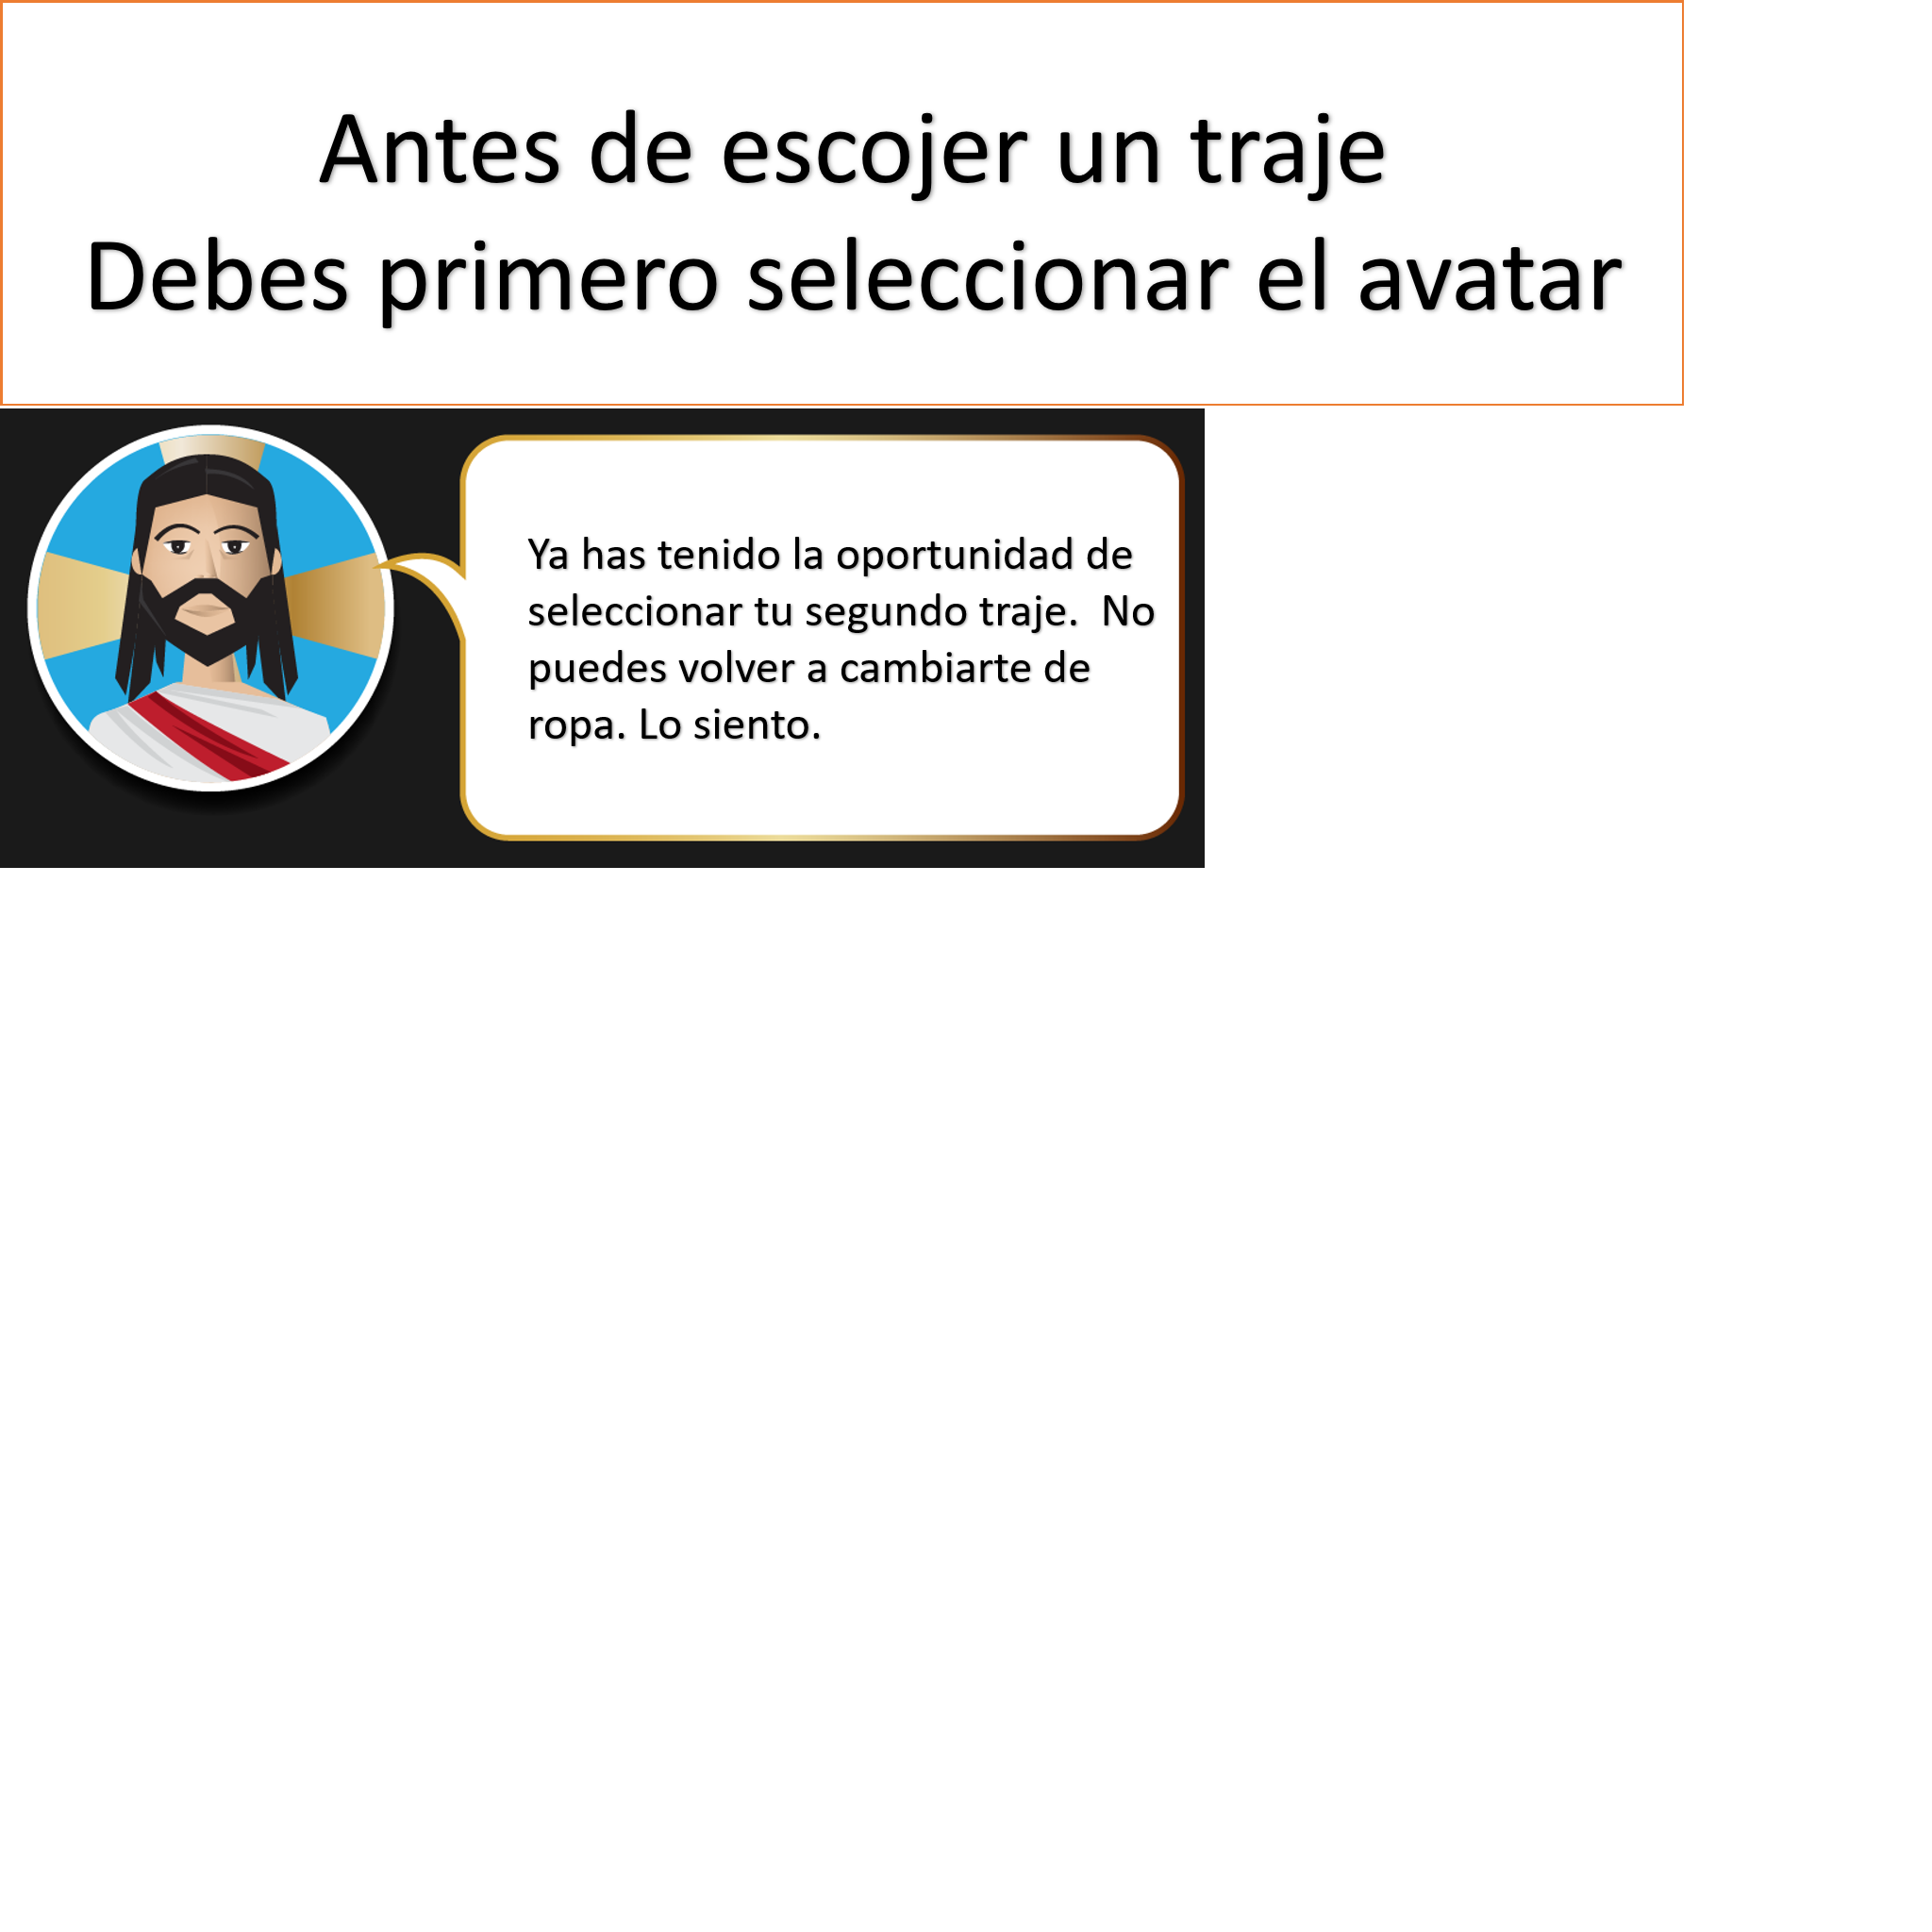 Antes de escojer un traje
Debes primero seleccionar el avatar
Ya has tenido la oportunidad de
seleccionar tu segundo traje.  No
puedes volver a cambiarte de
ropa. Lo siento.